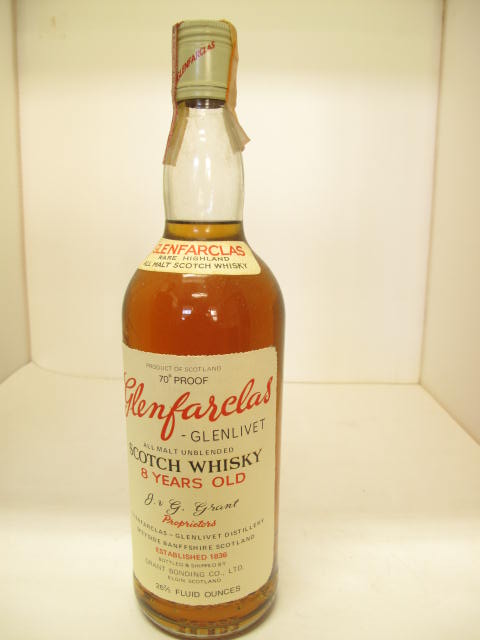 GLENFARCLAS
GLENFARCLAS
RARE HIGHLAND
ALL MALT SCOTCH WHISKY
PRODUCT OF SCOTLAND
70° PROOF
Glenfarclas
- GLENLIVET
ALL MALT UNBLENDED
SCOTCH WHISKY
8 YEARS OLD
J. & G. Grant
Proprietors
GLENFARCLAS - GLENLIVET DISTILLERY
SPEYSIDE BANFFSHIRE SCOTLAND
ESTABLISHED 1836
BOTTLED & SHIPPED BY
GRANT BONDING CO., LTD.
ELGIN SCOTLAND
26⅔ FLUID OUNCES